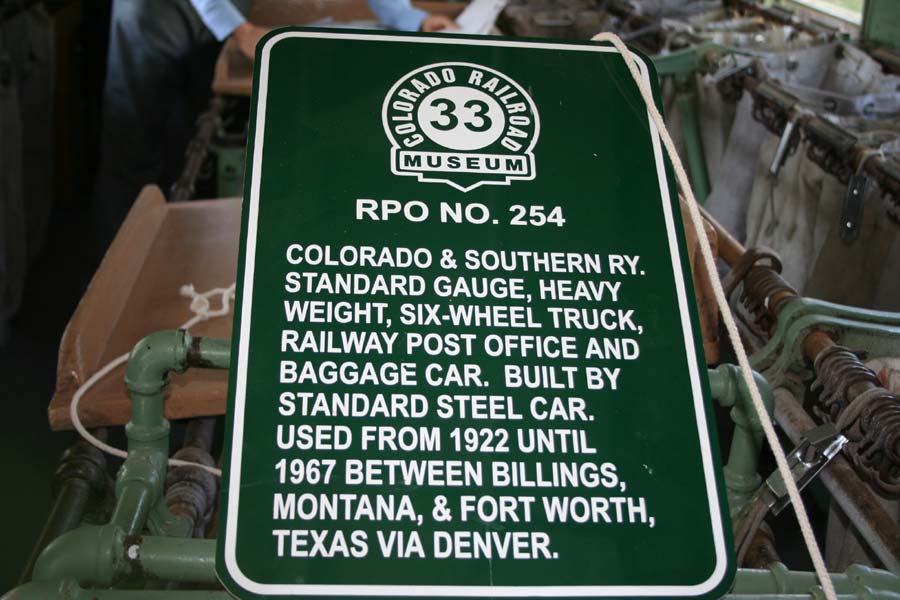 COLORADO RAILROAD
33
MUSEUM
RPO NO. 254
COLORADO & SOUTHERN RY.
STANDARD GAUGE, HEAVY
WEIGHT, SIX-WHEEL TRUCK,
RAILWAY POST OFFICE AND
BAGGAGE CAR. BUILT BY
STANDARD STEEL CAR.
USED FROM 1922 UNTIL
1967 BETWEEN BILLINGS,
MONTANA, & FORT WORTH,
TEXAS VIA DENVER.